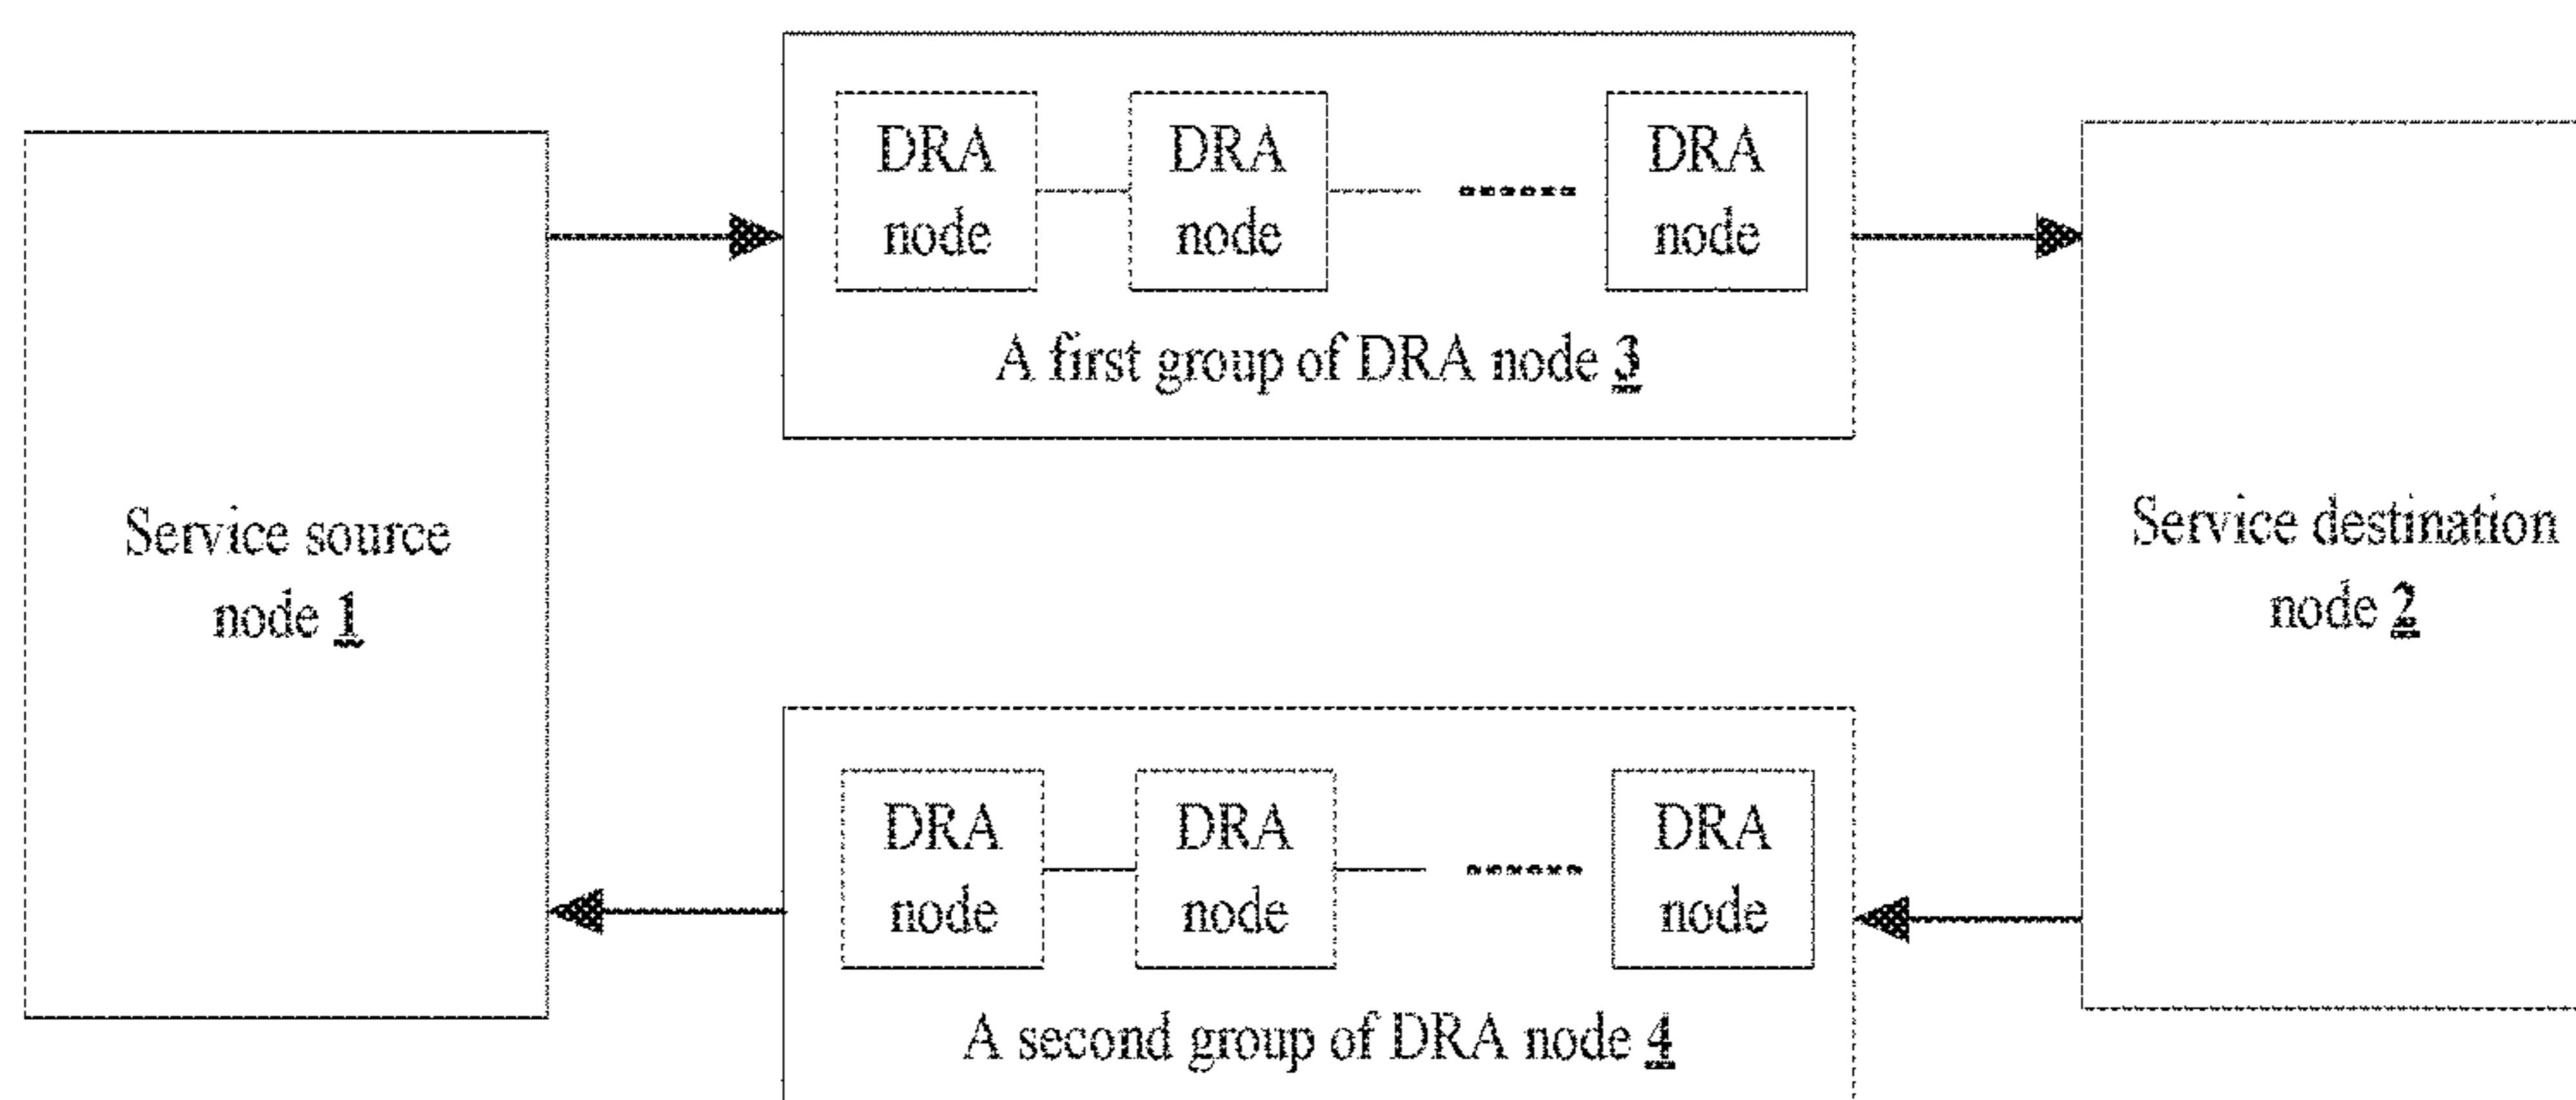 DRA
node
DRA
node
DRA
node
A first group of DRA node 3
Service source
node 1
Service destination
node 2
DRA
node
DRA
node
DRA
node
A second group of DRA node 4